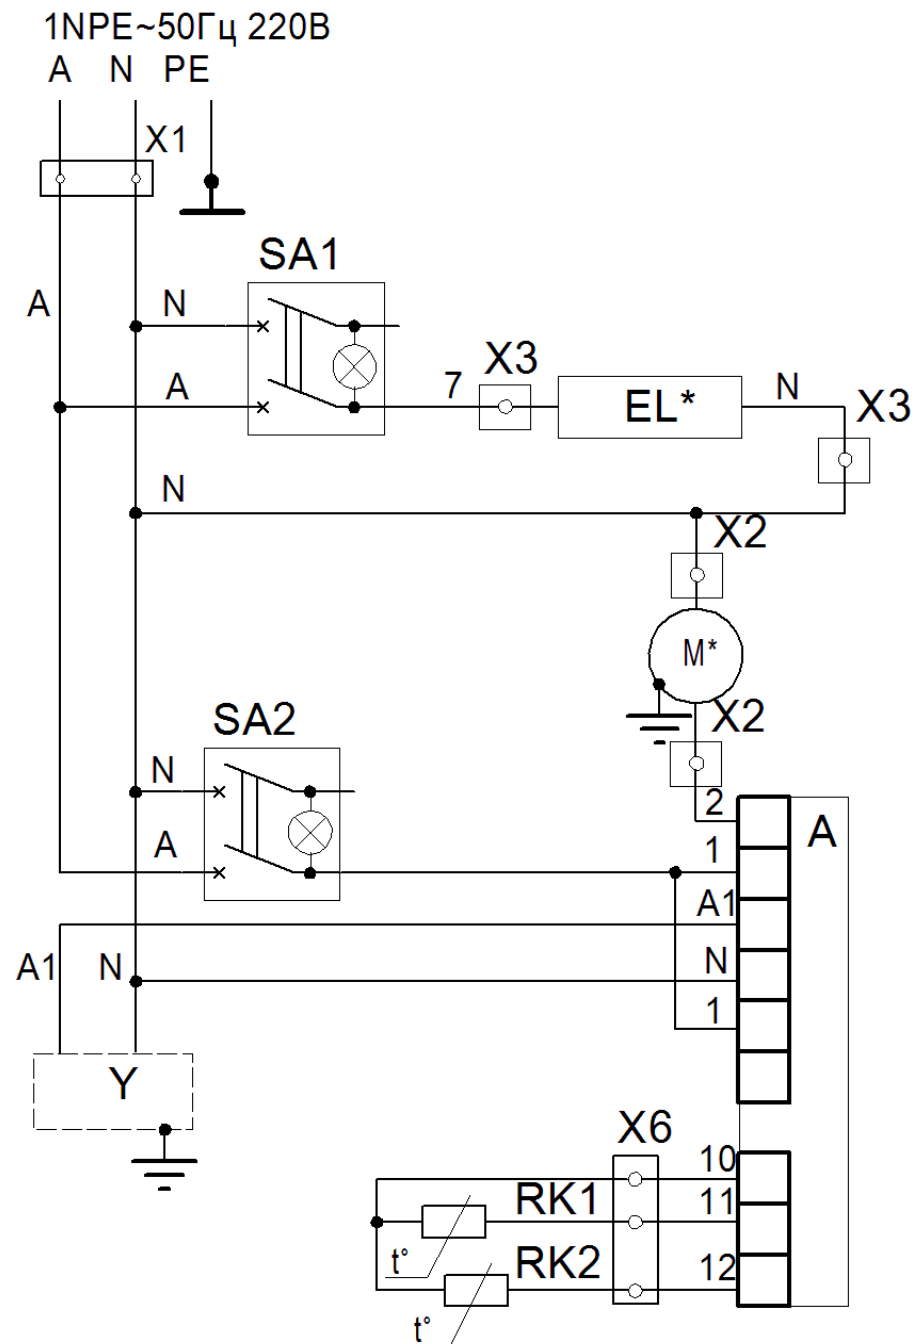 1NPE~50Гц 220В
A N PE
X1
SA1
A N
X3
A 7 EL* N X3
N
X2
M*
SA2 X2
N
2 A
A 1
A1
A1 N N
1
Y
X6
10
RK1 11
t°
RK2 12
t°